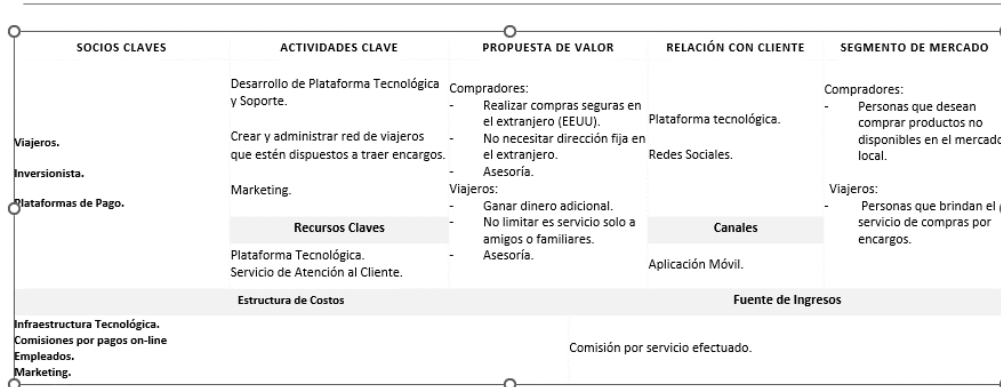 SOCIOS CLAVES
ACTIVIDADES CLAVE
PROPUESTA DE VALOR
RELACIÓN CON CLIENTE
SEGMENTO DE MERCADO
Viajeros.
Inversionista.
Plataformas de Pago.
Desarrollo de Plataforma Tecnológica
y Soporte.
Crear y administrar red de viajeros
que estén dispuestos a traer encargos.
Marketing.
Recursos Claves
Plataforma Tecnológica.
Servicio de Atención al Cliente.
Compradores:
- Realizar compras seguras en
el extranjero (EEUU).
- No necesitar dirección fija en
el extranjero.
- Asesoría.
Viajeros:
- Ganar dinero adicional.
- No limitar es servicio solo a
amigos o familiares.
- Asesoría.
Plataforma tecnológica.
Redes Sociales.
Canales
Aplicación Móvil.
Compradores:
- Personas que desean
comprar productos no
disponibles en el mercado
local.
Viajeros:
- Personas que brindan el
servicio de compras por
encargos.
Estructura de Costos
Fuente de Ingresos
Infraestructura Tecnológica.
Comisiones por pagos on-line
Empleados.
Marketing.
Comisión por servicio efectuado.